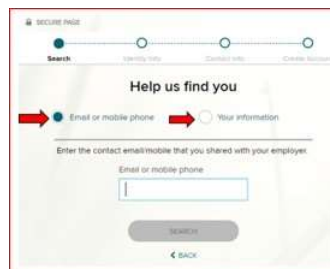 SECURE PAGE
Search Identity Info Contact Info Create Account
Help us find you
Email or mobile phone Your information
Enter the contact email/mobile that you shared with your employer.
Email or mobile phone
SEARCH
< BACK